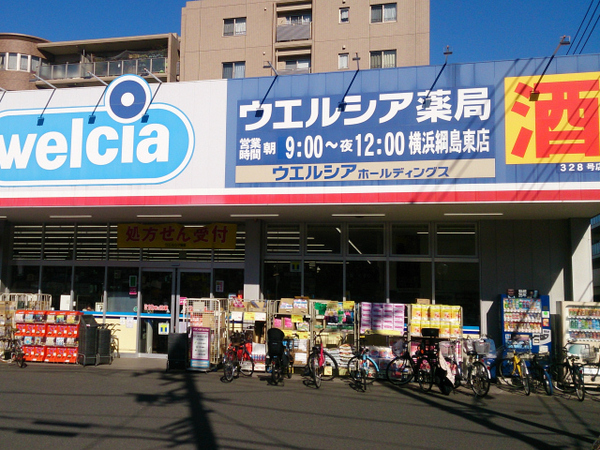 welcia
ウエルシア薬局
営業時間 朝 9:00~夜12:00 横浜綱島東店
ウエルシアホールディングス
酒
328号店
処方せん受付